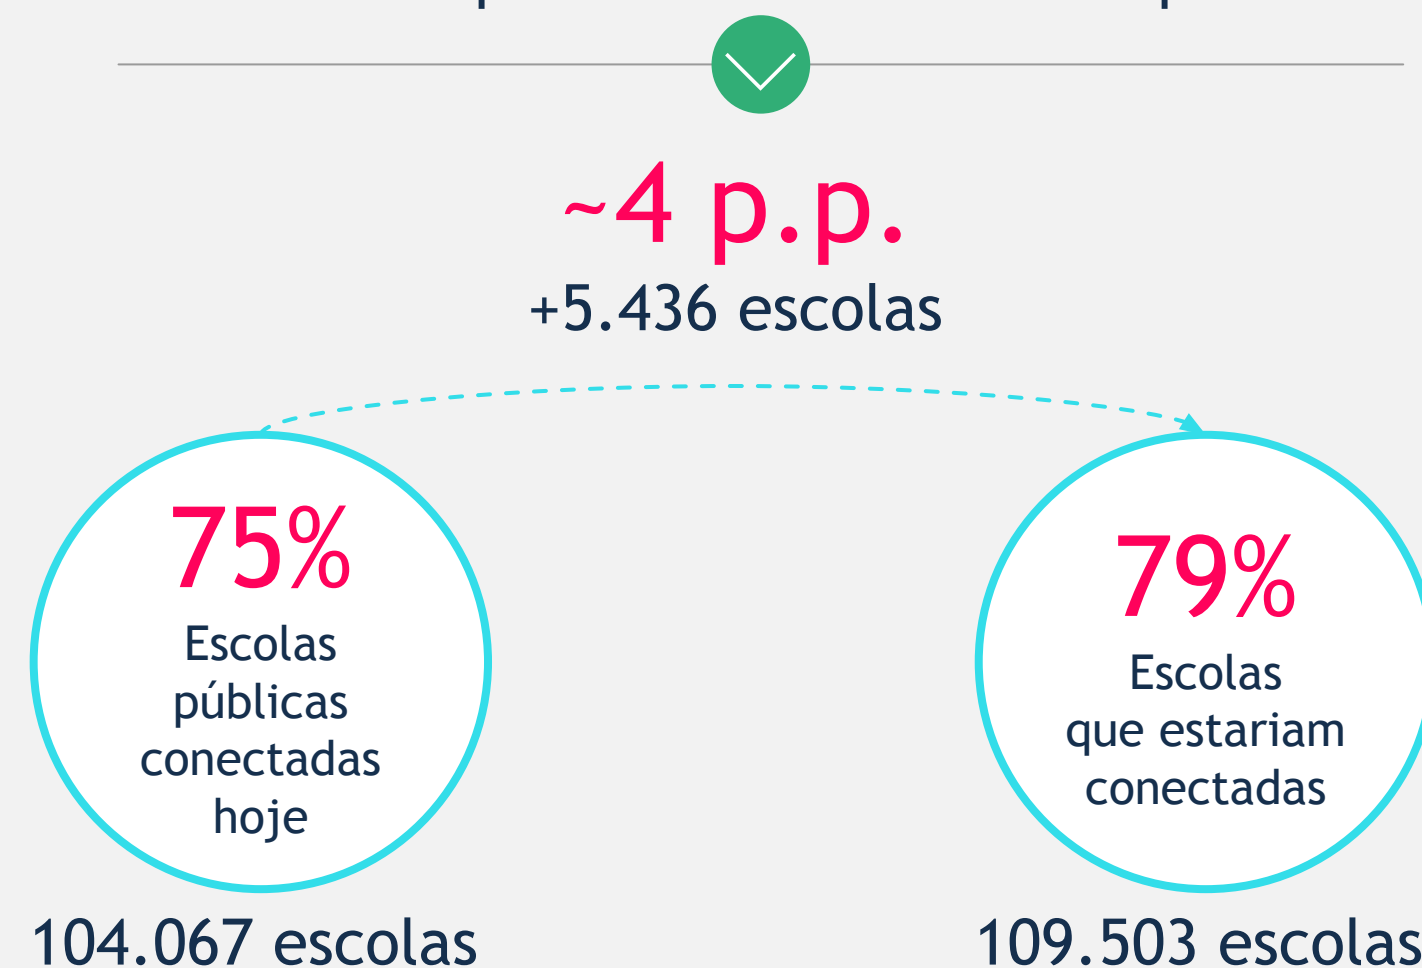 ~4 p.p.
+5.436 escolas
75%
Escolas
públicas
conectadas
hoje
104.067 escolas
79%
Escolas
que estariam
conectadas
109.503 escolas